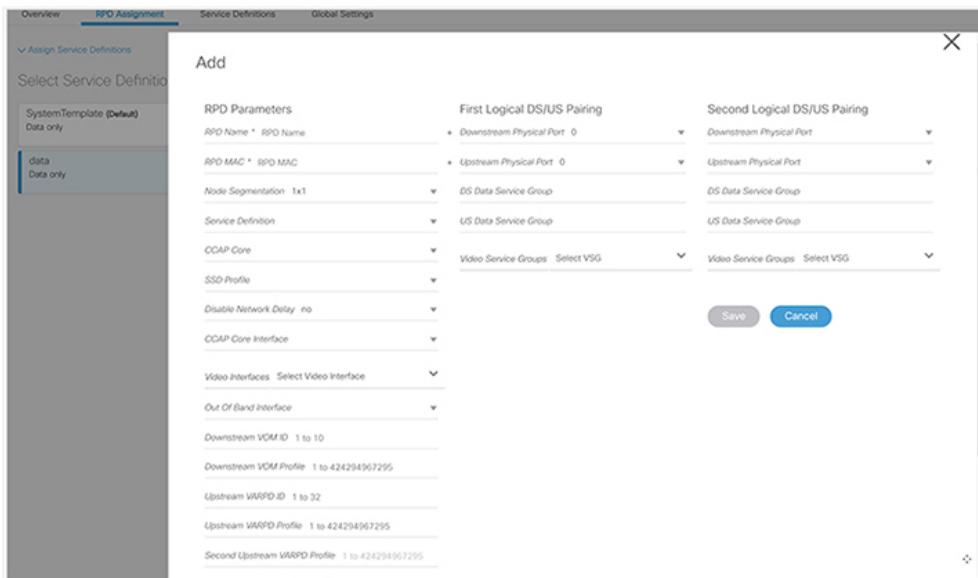 Overview RPD Assignment Service Definitions Global Settings
Assign Service Definitions
Select Service Definitio
SystemTemplate (Default)
Data only
data
Data only
Add
RPD Parameters
RPD Name * RPD Name
RPD MAC * RPD MAC
Node Segmentation 1x1
Service Definition
CCAP Core
SSD Profile
Disable Network Delay no
CCAP Core Interface
Video Interfaces Select Video Interface
Out Of Band Interface
Downstream VOM ID 1 to 10
Downstream VOM Profile 1 to 424294967295
Upstream VARPD ID 1 to 32
Upstream VARPD Profile 1 to 424294967295
Second Upstream VARPD Profile 1 to 424294967295
First Logical DS/US Pairing
* Downstream Physical Port 0
* Upstream Physical Port 0
DS Data Service Group
US Data Service Group
Video Service Groups Select VSG
Second Logical DS/US Pairing
Downstream Physical Port
Upstream Physical Port
DS Data Service Group
US Data Service Group
Video Service Groups Select VSG
Save Cancel